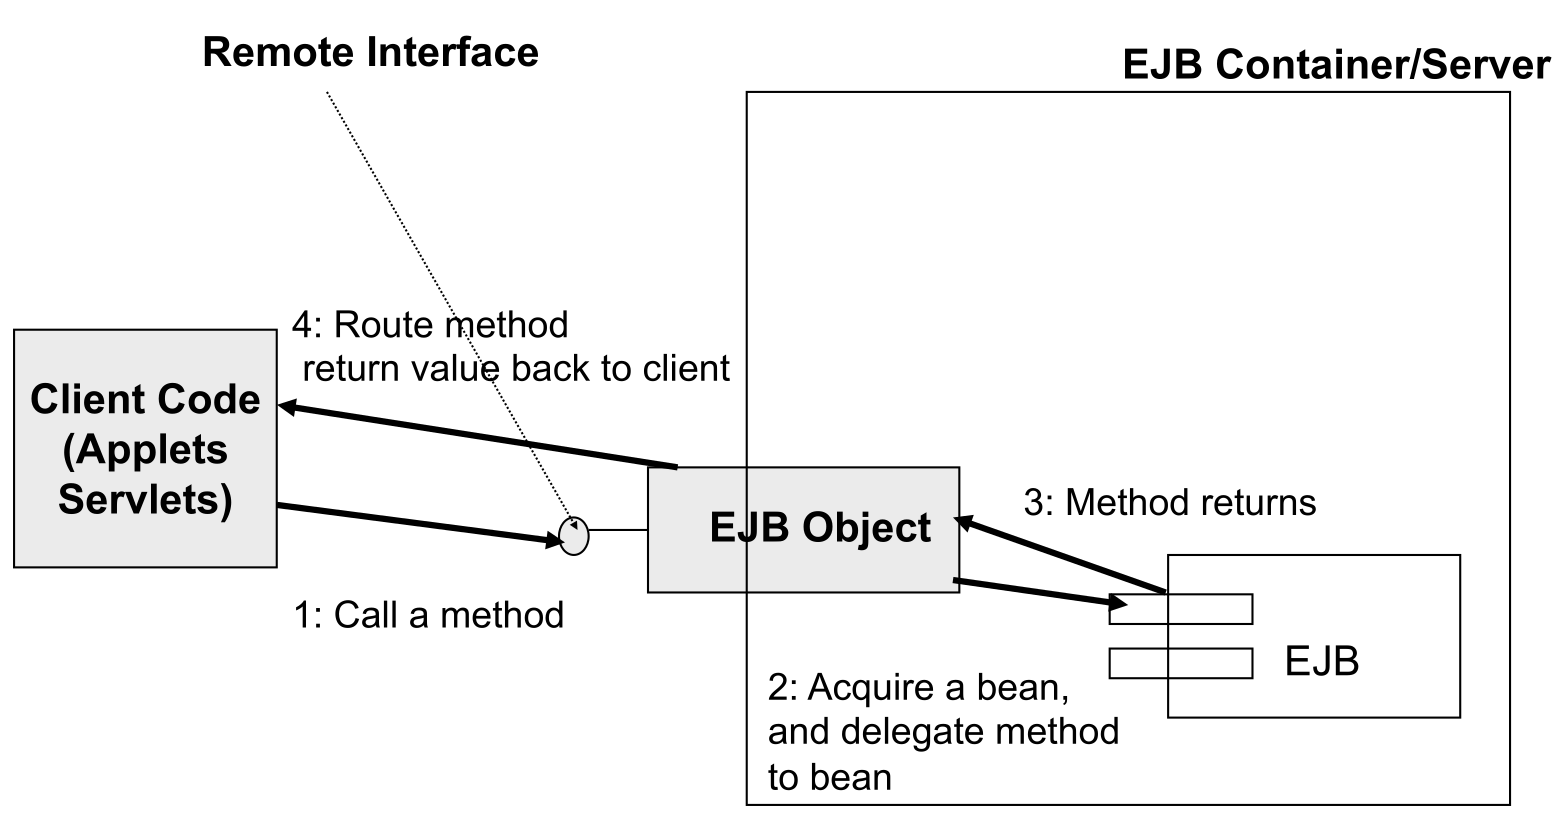 Remote Interface
EJB Container/Server
4: Route method
return value back to client
Client Code
(Applets
Servlets)
EJB Object
3: Method returns
1: Call a method
EJB
2: Acquire a bean,
and delegate method
to bean